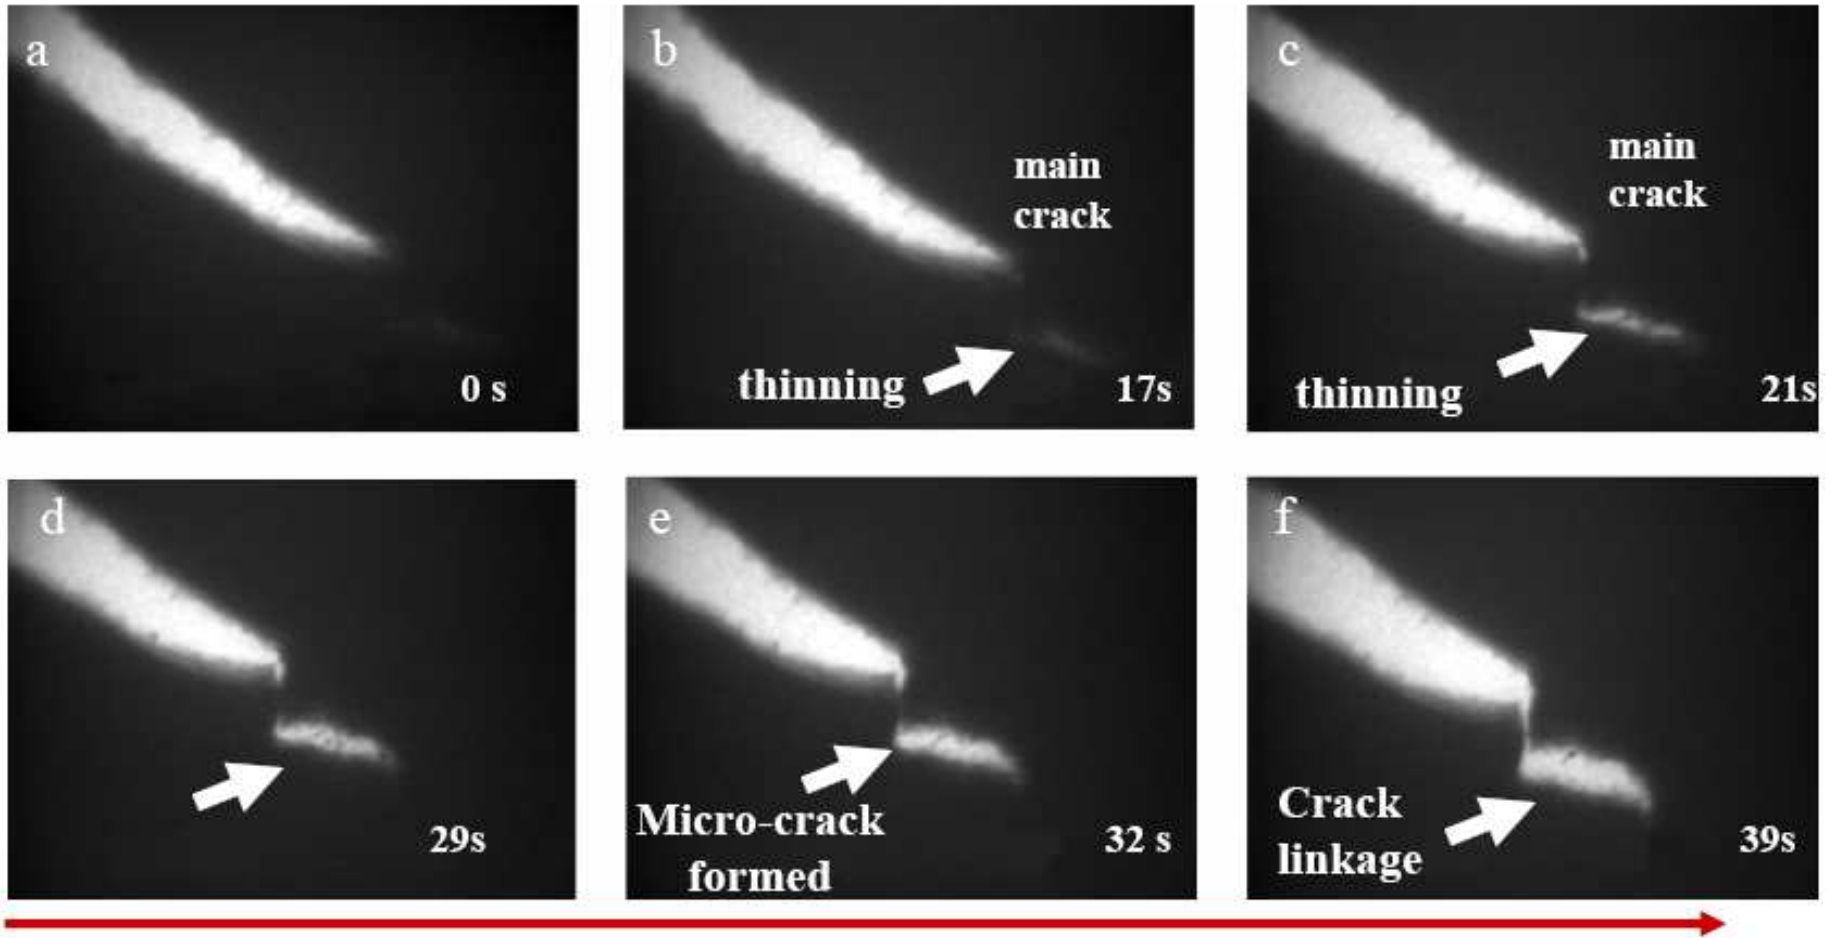 a
0 s
b
main
crack
thinning
17s
c
main
crack
thinning
21s
d
29s
e
Micro-crack
formed
32 s
f
Crack
linkage
39s